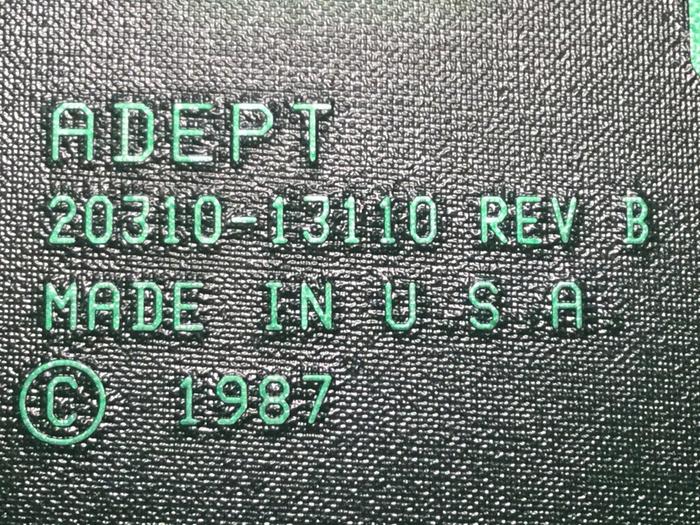 ADEPT
20310-13110 REV B
MADE IN U S A
© 1987